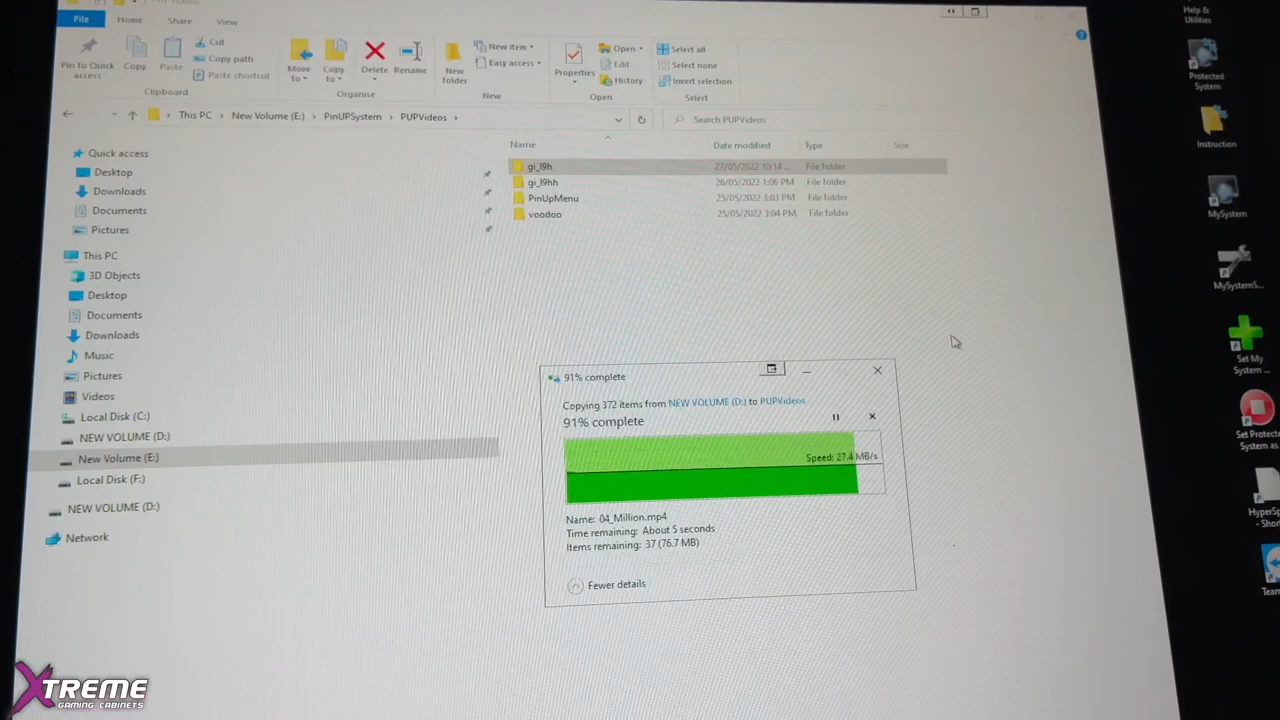 File Home Share View
Pin to Quick access
Copy
Paste
Cut
Copy path
Paste shortcut
Clipboard
Move to
Copy to
Delete
Rename
Organise
New folder
New item
Easy access
New
Properties
Open
Edit
History
Open
Select all
Select none
Invert selection
Select
This PC New Volume (E:) PinUPSystem PUPVideos
Search PUPVideos
Name Date modified Type Size
gi_l9h 27/05/2022 10:14 ... File folder
gi_l9hh 26/05/2022 1:06 PM File folder
PinUpMenu 25/05/2022 3:03 PM File folder
voodoo 25/05/2022 3:04 PM File folder
Quick access
Desktop
Downloads
Documents
Pictures
This PC
3D Objects
Desktop
Documents
Downloads
Music
Pictures
Videos
Local Disk (C:)
NEW VOLUME (D:)
New Volume (E:)
Local Disk (F:)
NEW VOLUME (D:)
Network
91% complete
Copying 372 items from NEW VOLUME (D:) to PUPVideos
91% complete
Speed: 27.4 MB/s
Name: 04_Million.mp4
Time remaining: About 5 seconds
Items remaining: 37 (76.7 MB)
Fewer details
Help &
Utilities
Protected
System
Instruction
MySystem
MySystemS...
Set My
System ...
Set Protec
System as
HyperSp
- Shor
Team
XTREME
GAMING CABINETS